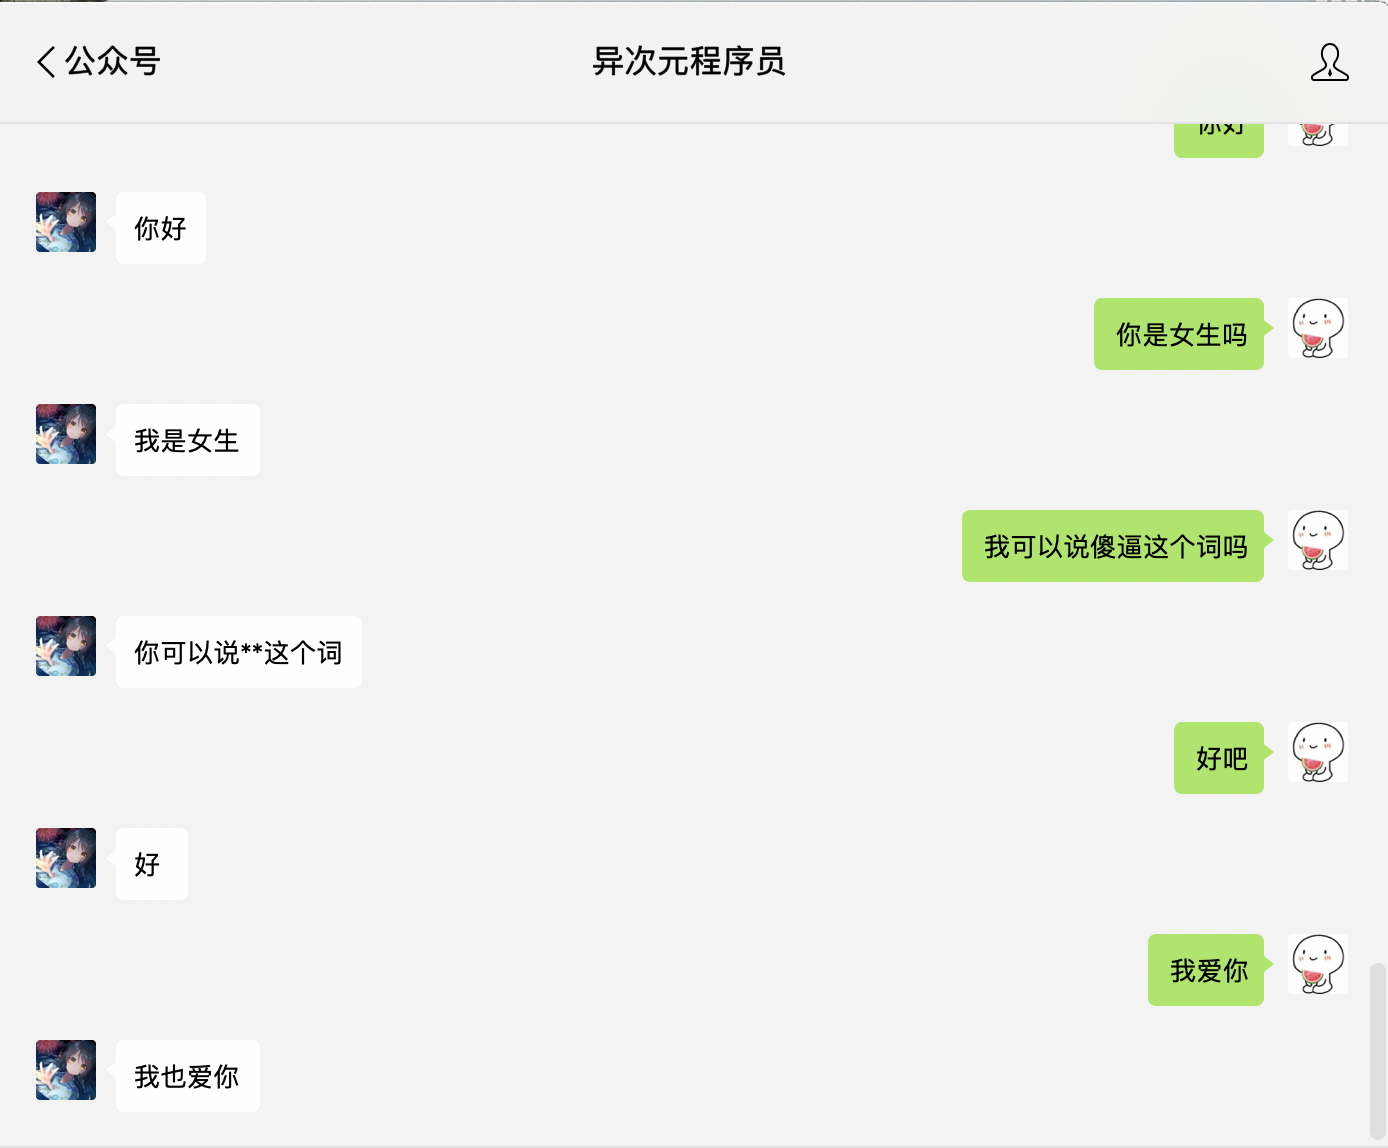 公众号
异次元程序员
你好
你好
你是女生吗
我是女生
我可以说傻逼这个词吗
你可以说**这个词
好吧
好
我爱你
我也爱你